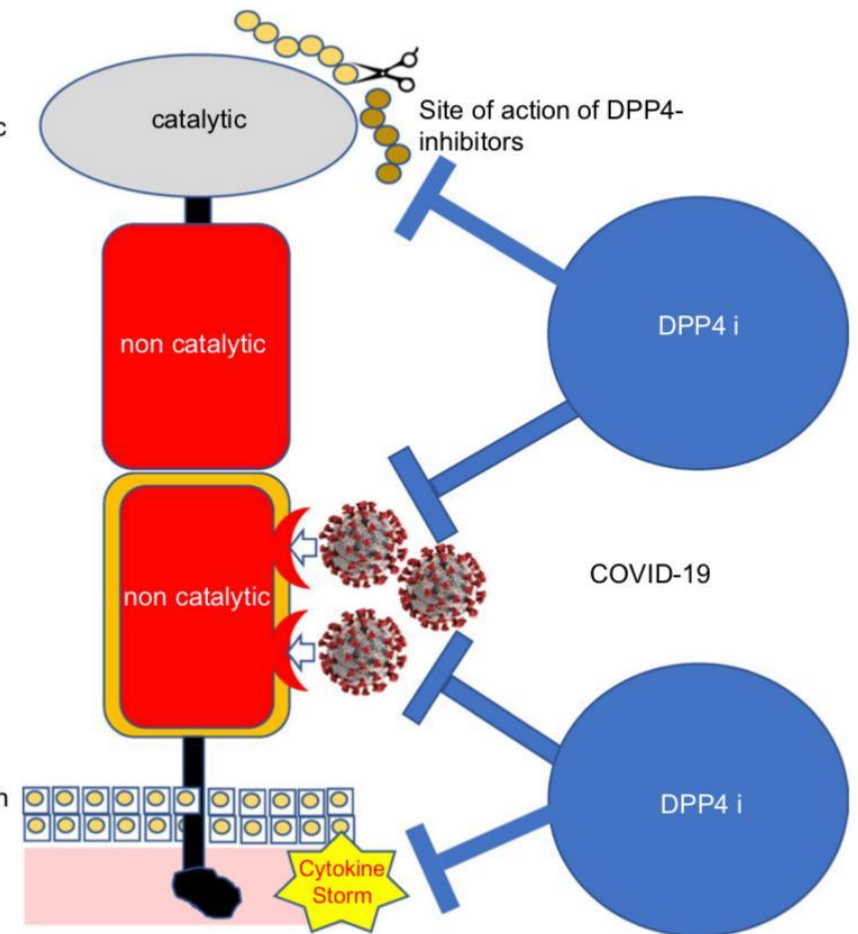 catalytic
c
Site of action of DPP4-
inhibitors
DPP4 i
non catalytic
COVID-19
non catalytic
n
DPP4 i
Cytokine
Storm